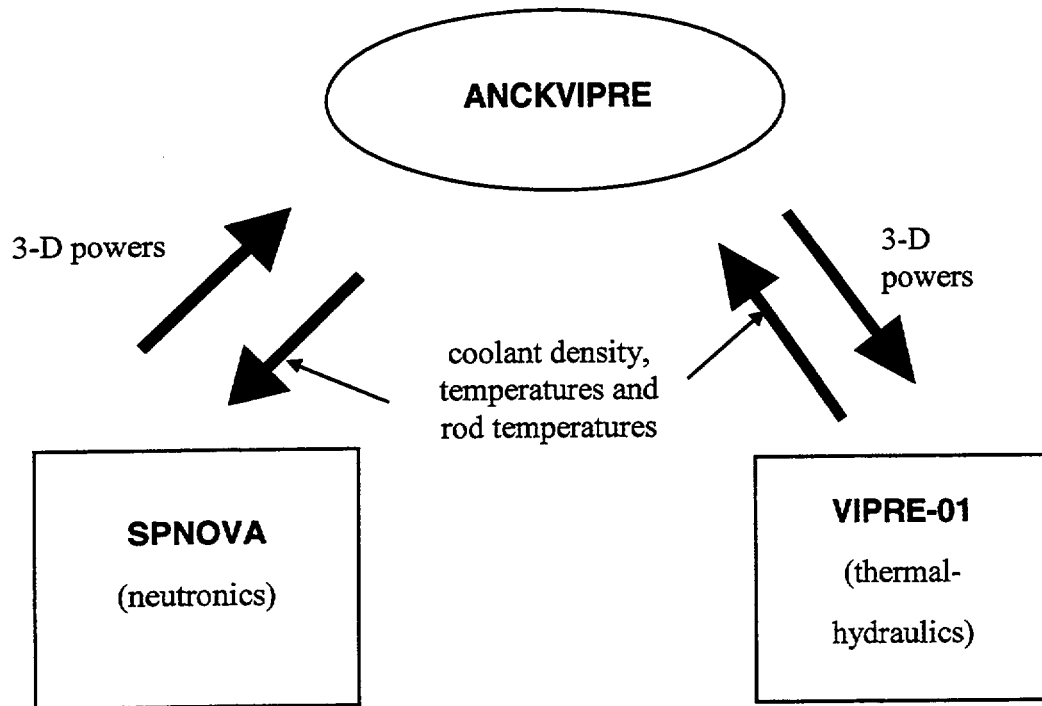 ANCKVIPRE
3-D powers
3-D
powers
coolant density,
temperatures and
rod temperatures
SPNOVA
(neutronics)
VIPRE-01
(thermal-
hydraulics)